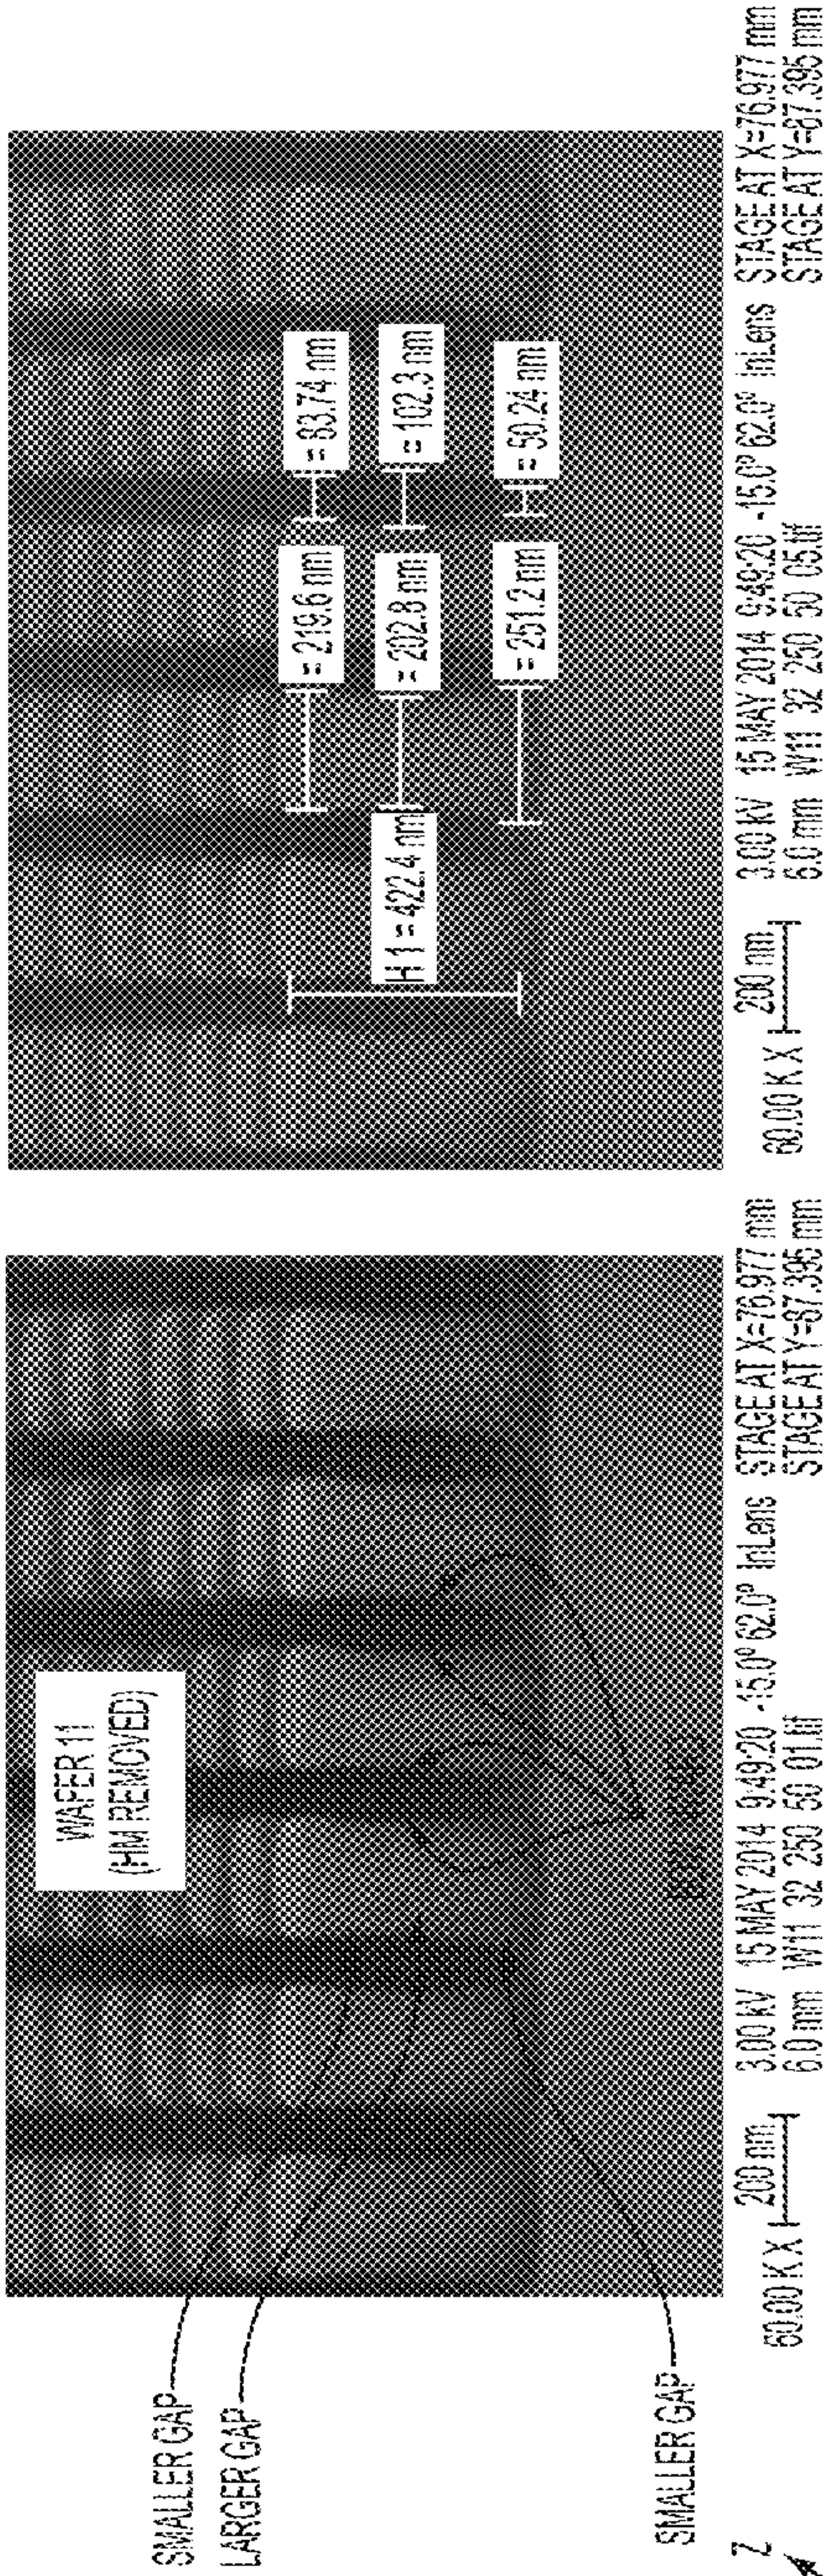 SMALLER GAP
LARGER GAP
SMALLER GAP
Z
WAFER 11
(HM REMOVED)
60.00 K X 200 nm
3.00 kV 15 MAY 2014 9:49:20 -15.0° 62.0° InLens STAGE AT X=76.977 mm
6.0 mm W11 32 250 50 01.tif STAGE AT Y=87.395 mm
H 1 = 422.4 nm
= 219.6 nm
= 83.74 nm
= 202.8 nm
= 102.3 nm
= 251.2 nm
= 50.24 nm
60.00 K X 200 nm
3.00 kV 15 MAY 2014 9:49:20 -15.0° 62.0° InLens STAGE AT X=76.977 mm
6.0 mm W11 32 250 50 05.tif STAGE AT Y=87.395 mm